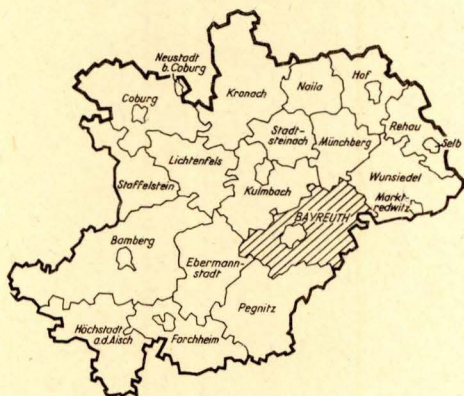 Neustadt
b. Coburg
Coburg
Kronach
Naila
Hof
Rehau
Selb
Stadt-
steinach
Münchberg
Lichtenfels
Staffelstein
Kulmbach
Wunsiedel
Markt-
redwitz
BAYREUTH
Bamberg
Ebermann-
stadt
Pegnitz
Höchstadt
a.d. Aisch
Forchheim